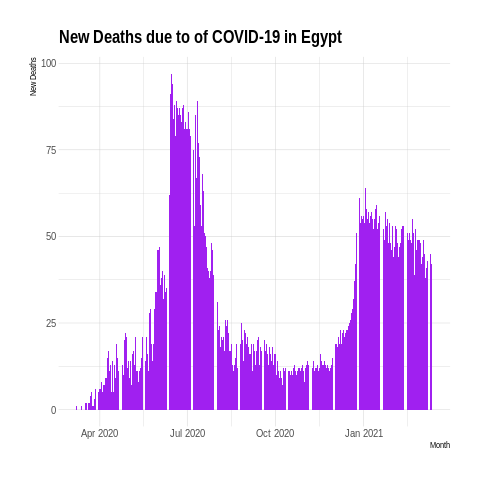 New Deaths due to of COVID-19 in Egypt
New Deaths
100
75
50
25
0
Apr 2020 Jul 2020 Oct 2020 Jan 2021
Month